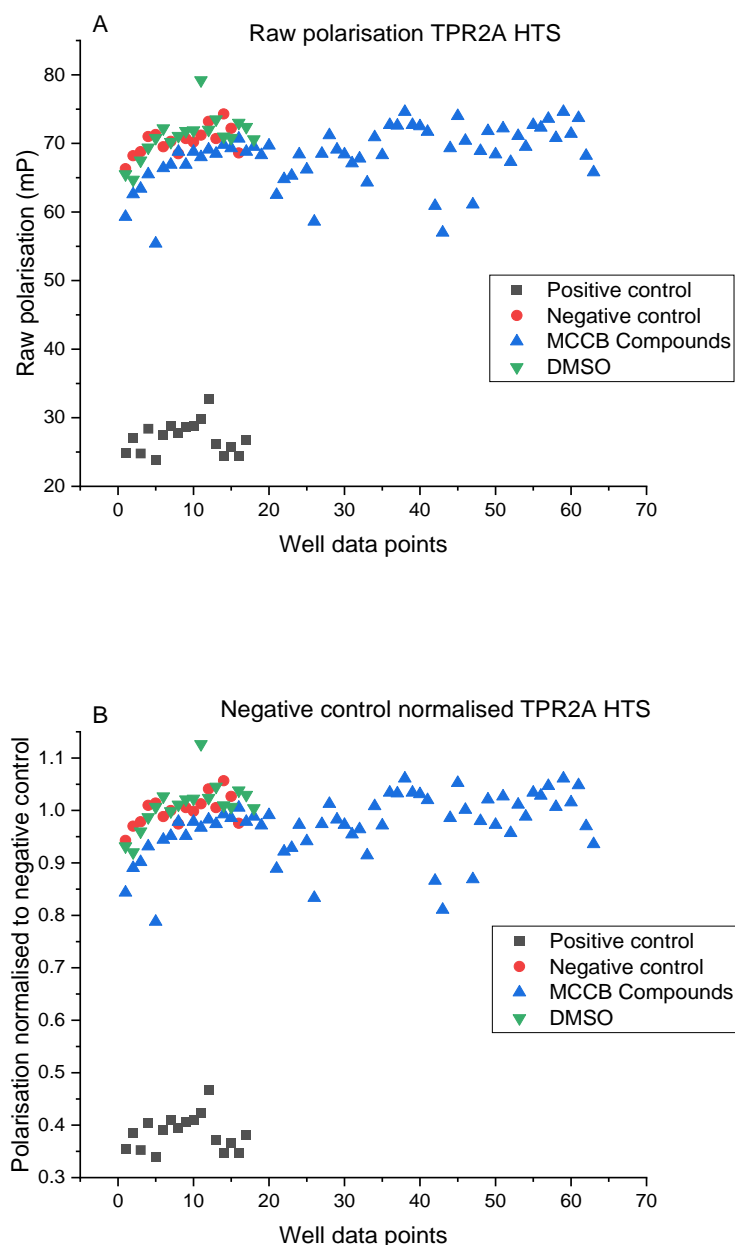 A
Raw polarisation TPR2A HTS
80
70
60
50
40
30
20
Raw polarisation (mP)
Positive control
Negative control
MCCB Compounds
DMSO
0 10 20 30 40 50 60 70
Well data points
B
Negative control normalised TPR2A HTS
1.1
1.0
0.9
0.8
0.7
0.6
0.5
0.4
0.3
Polarisation normalised to negative control
Positive control
Negative control
MCCB Compounds
DMSO
0 10 20 30 40 50 60 70
Well data points